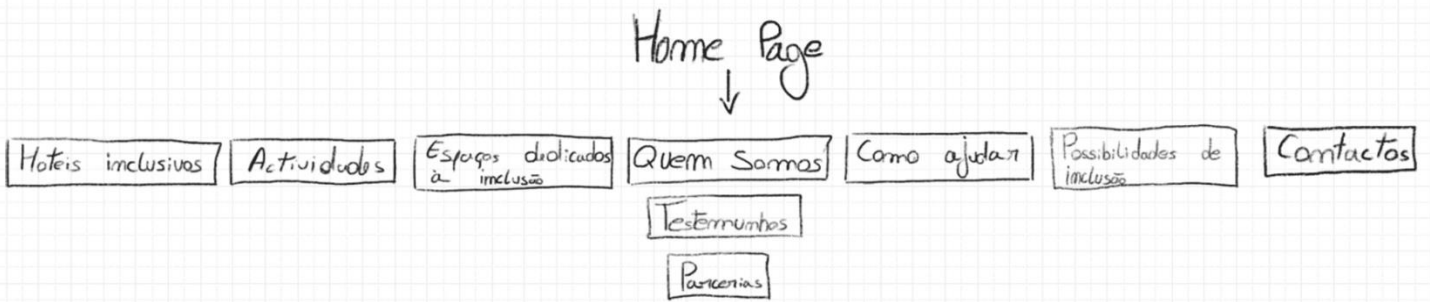 Home Page
Hoteis inclusivos
Actividades
Espaços dedicados
à inclusão
Quem Somos
Como ajudar
Possibilidades de
inclusão
Contactos
Testemunhos
Parcerias